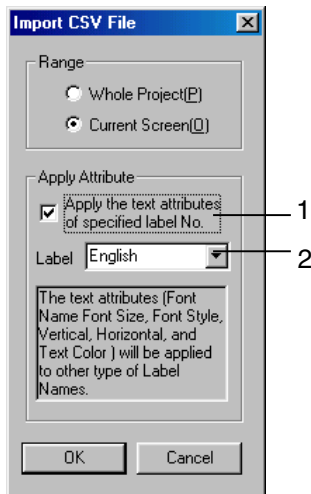 Import CSV File
Range
Whole Project(P)
Current Screen(O)
Apply Attribute
Apply the text attributes
of specified label No.
1
Label English
2
The text attributes (Font
Name Font Size, Font Style,
Vertical, Horizontal, and
Text Color ) will be applied
to other type of Label
Names.
OK Cancel